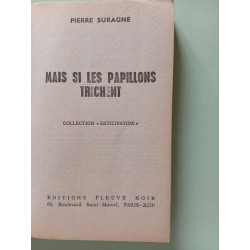 PIERRE SURAGNE
MAIS SI LES PAPILLONS
TRICHENT
COLLECTION « ANTICIPATION »
EDITIONS FLEUVE NOIR
69, Boulevard Saint-Marcel, PARIS-XIIIe